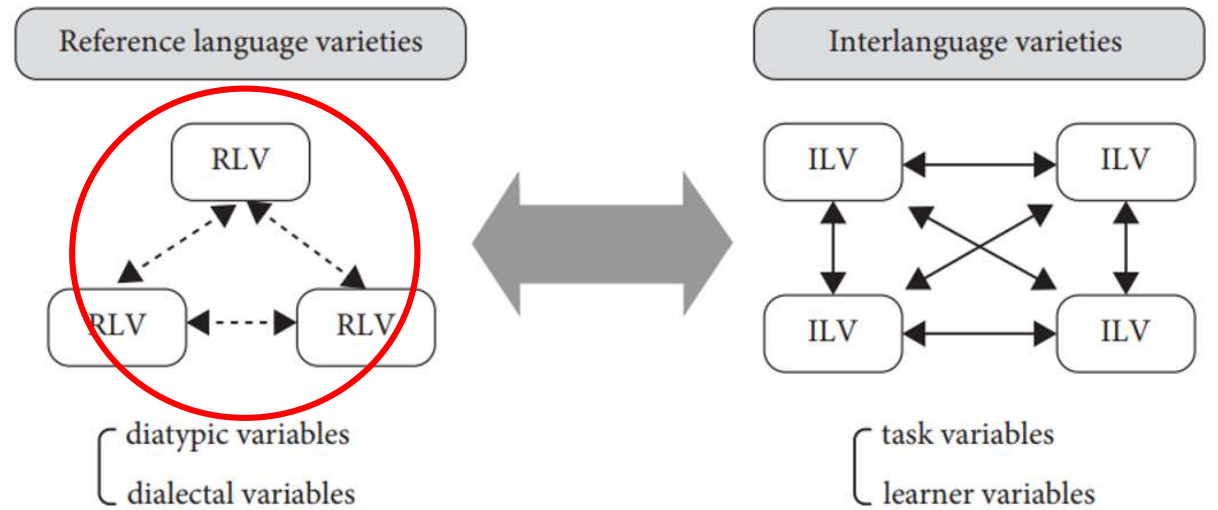 Reference language varieties
RLV
RLV
RLV
diatypic variables
dialectal variables
Interlanguage varieties
ILV
ILV
ILV
ILV
task variables
learner variables